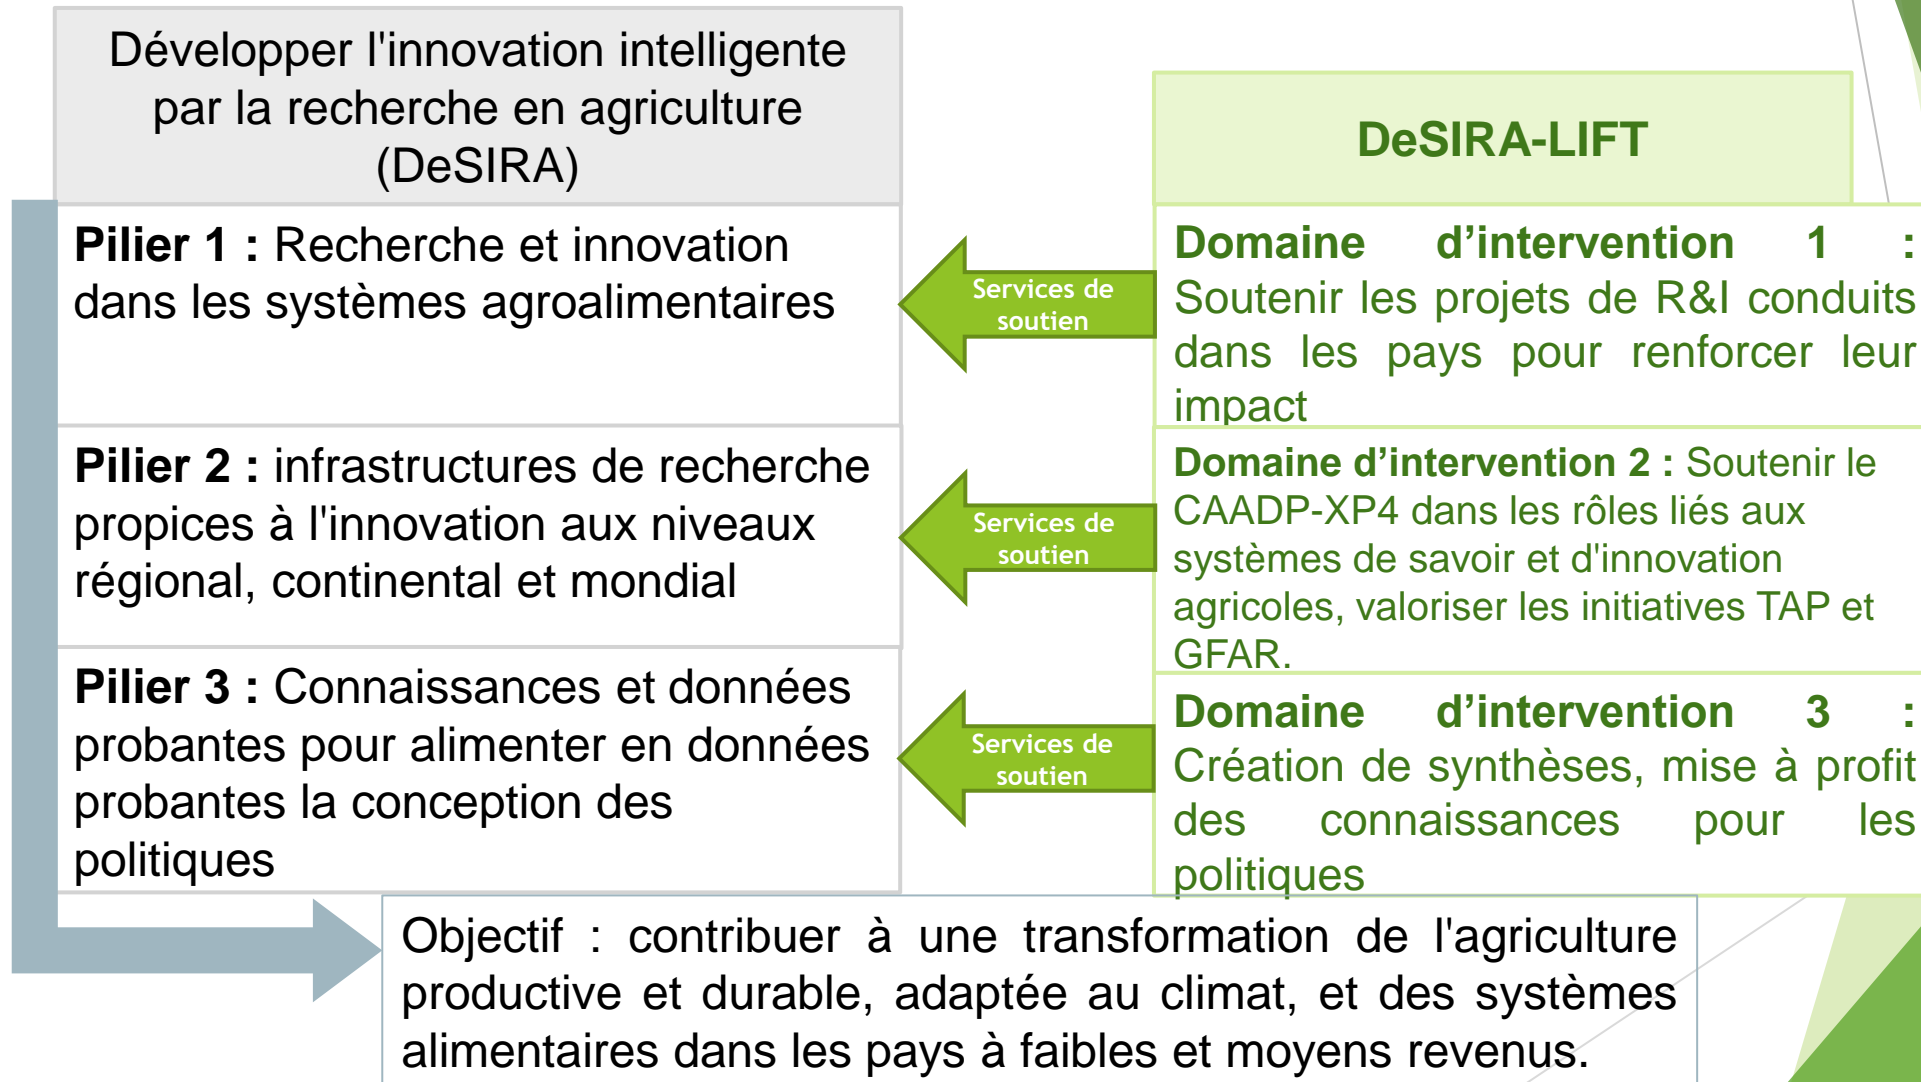 Développer l'innovation intelligente
par la recherche en agriculture
(DeSIRA)
Pilier 1 : Recherche et innovation
dans les systèmes agroalimentaires
Pilier 2 : infrastructures de recherche
propices à l'innovation aux niveaux
régional, continental et mondial
Pilier 3 : Connaissances et données
probantes pour alimenter en données
probantes la conception des
politiques
Services de
soutien
Services de
soutien
Services de
soutien
DeSIRA-LIFT
Domaine d’intervention 1 :
Soutenir les projets de R&I conduits
dans les pays pour renforcer leur
impact
Domaine d’intervention 2 : Soutenir le
CAADP-XP4 dans les rôles liés aux
systèmes de savoir et d'innovation
agricoles, valoriser les initiatives TAP et
GFAR.
Domaine d’intervention 3 :
Création de synthèses, mise à profit
des connaissances pour les
politiques
Objectif : contribuer à une transformation de l'agriculture
productive et durable, adaptée au climat, et des systèmes
alimentaires dans les pays à faibles et moyens revenus.